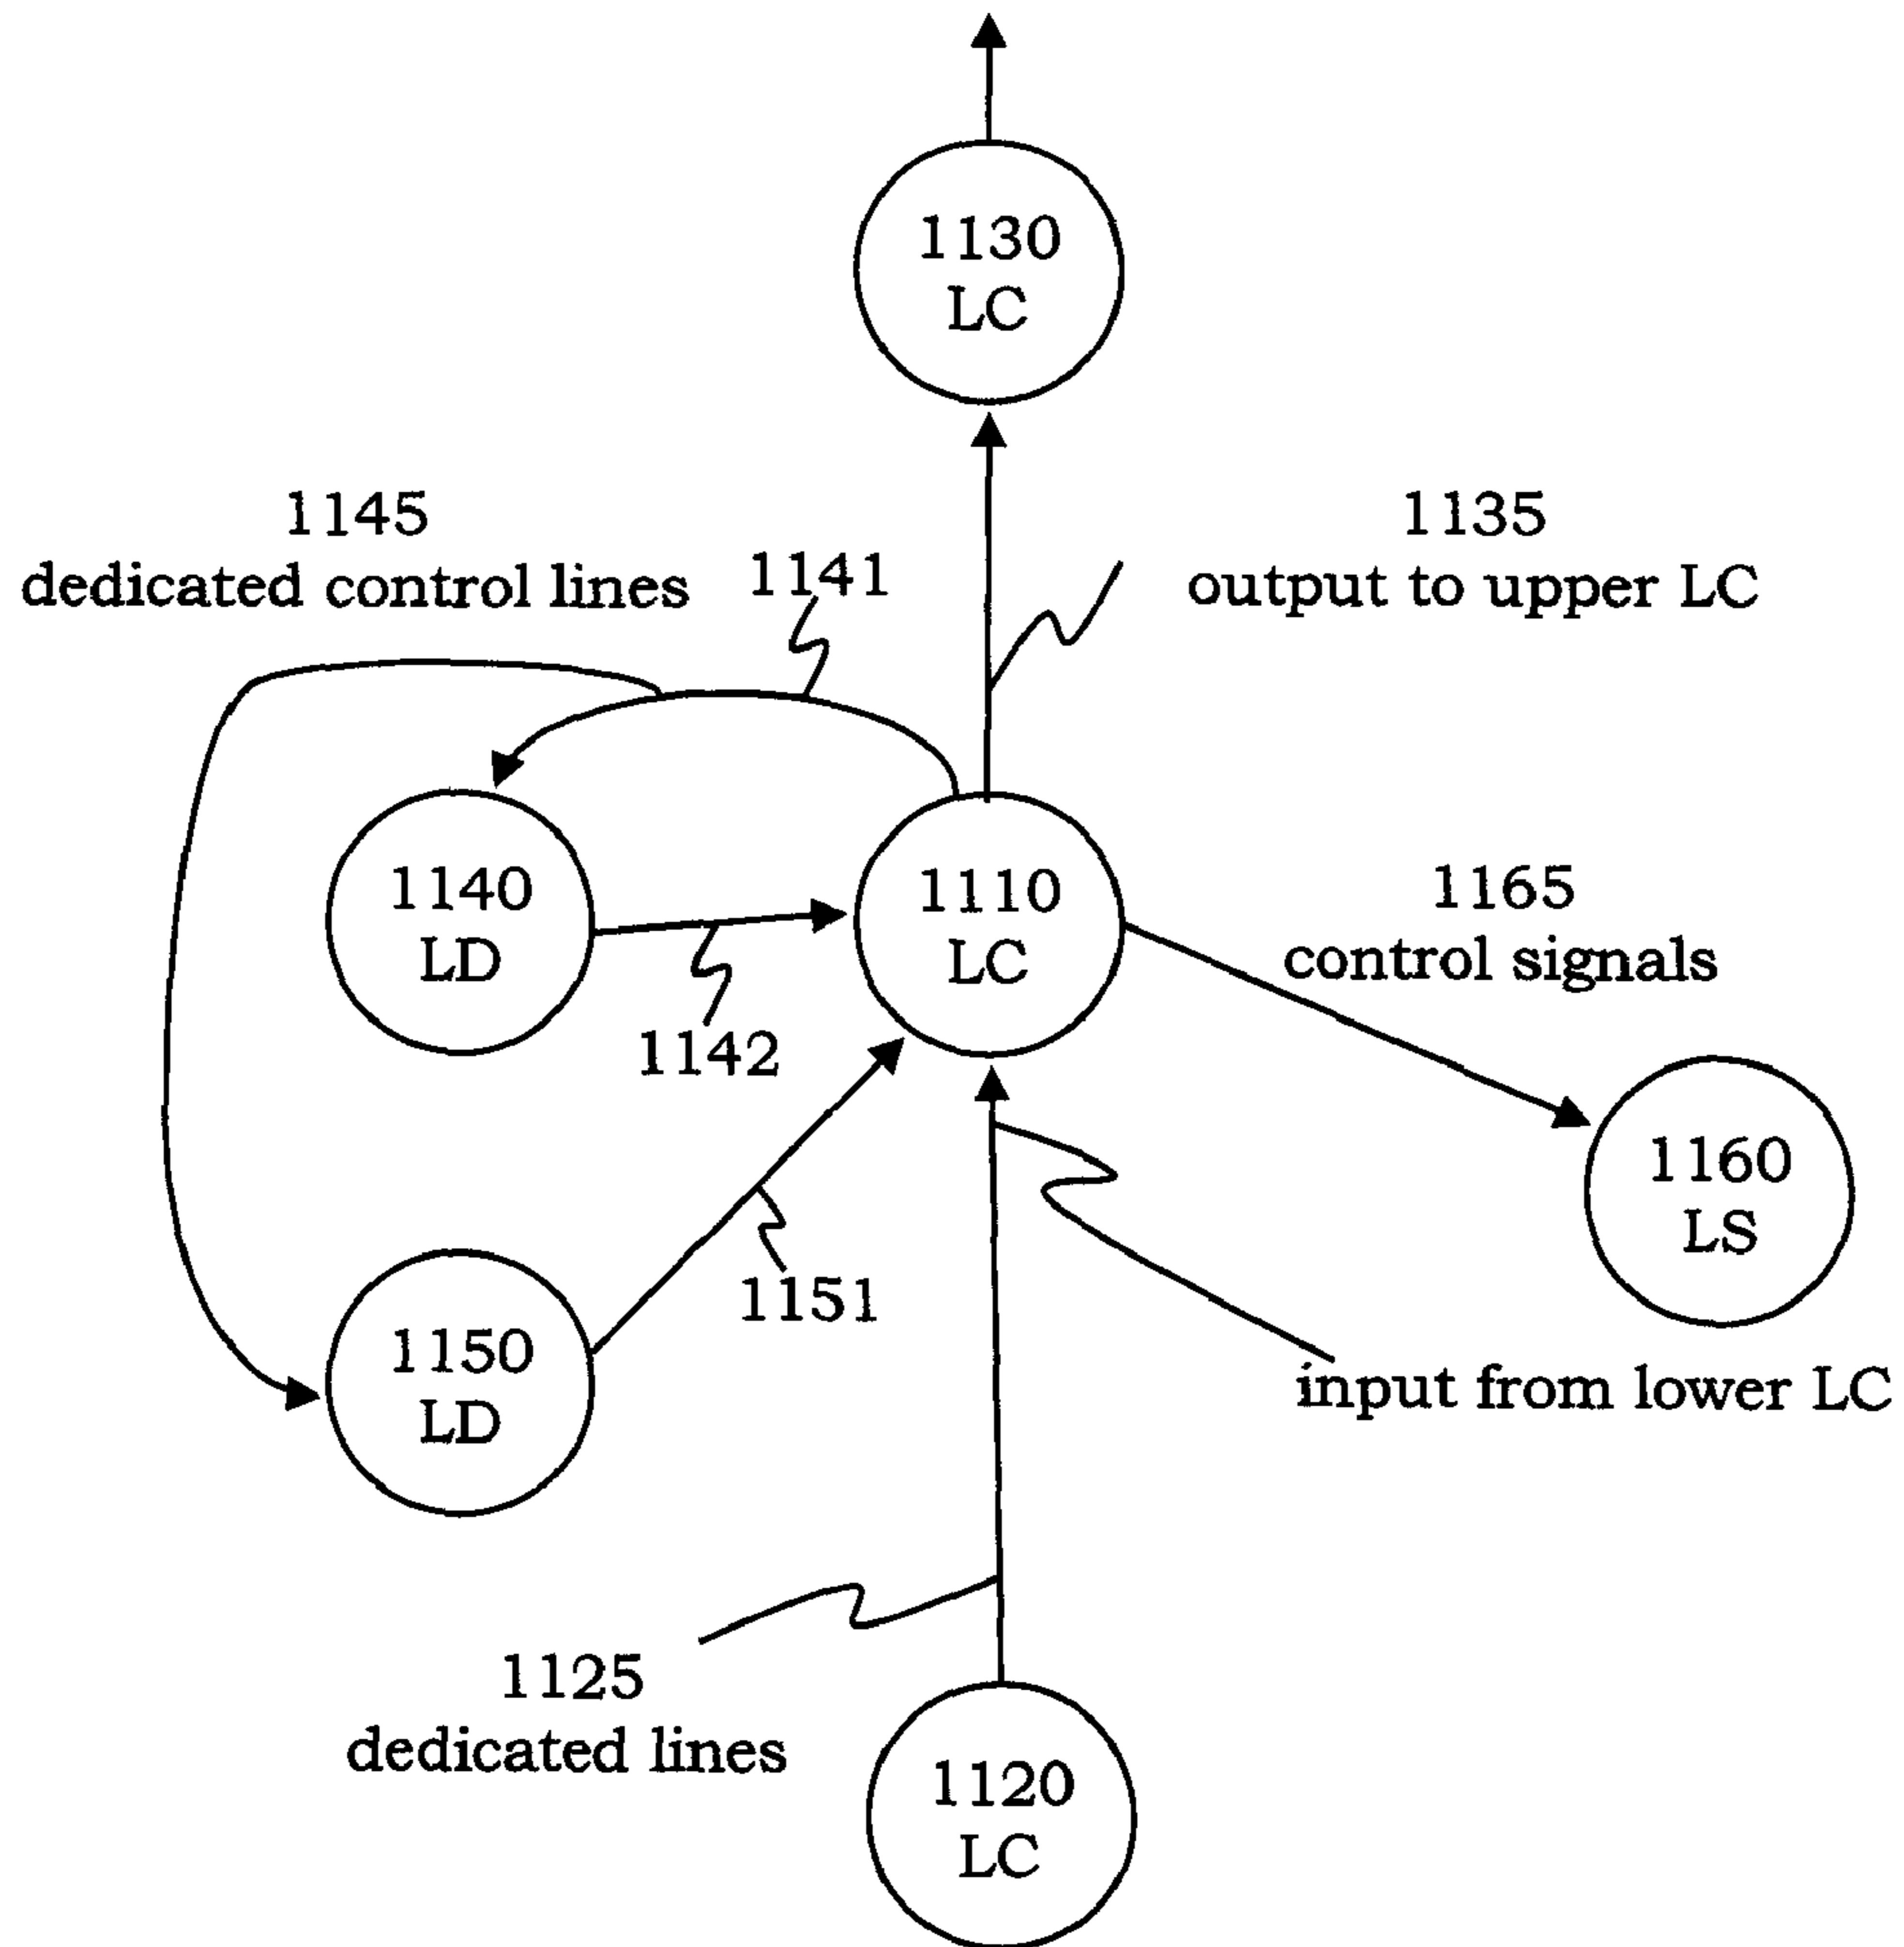 1130
LC
1145
dedicated control lines
1141
1135
output to upper LC
1140
LD
1110
LC
1165
control signals
1142
1160
LS
1151
1150
LD
input from lower LC
1125
dedicated lines
1120
LC